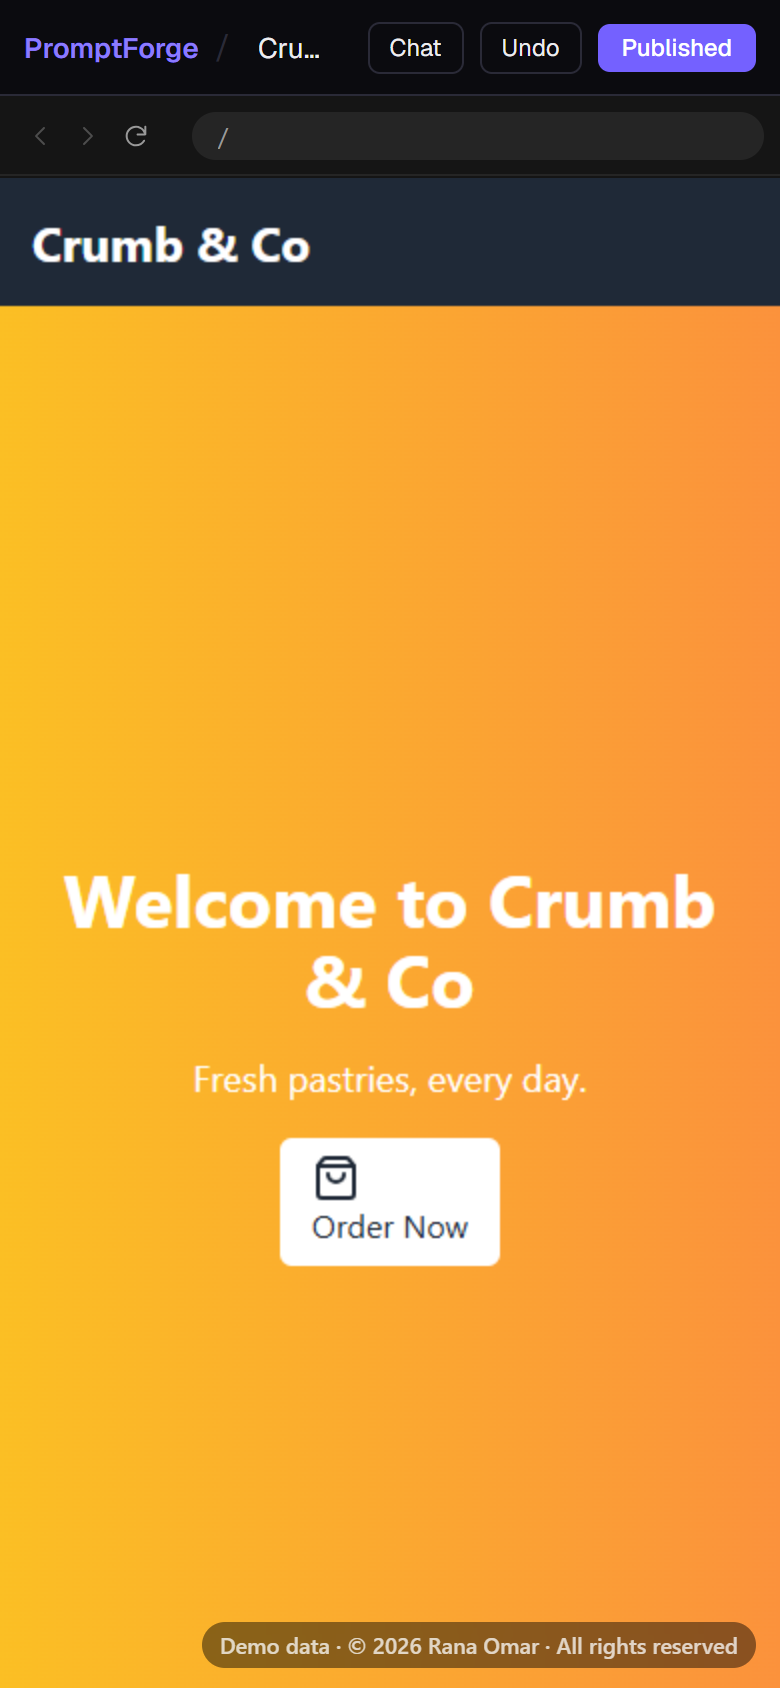 PromptForge / Cru...
Chat
Undo
Published
/
Crumb & Co
Welcome to Crumb
& Co
Fresh pastries, every day.
Order Now
Demo data · © 2026 Rana Omar · All rights reserved